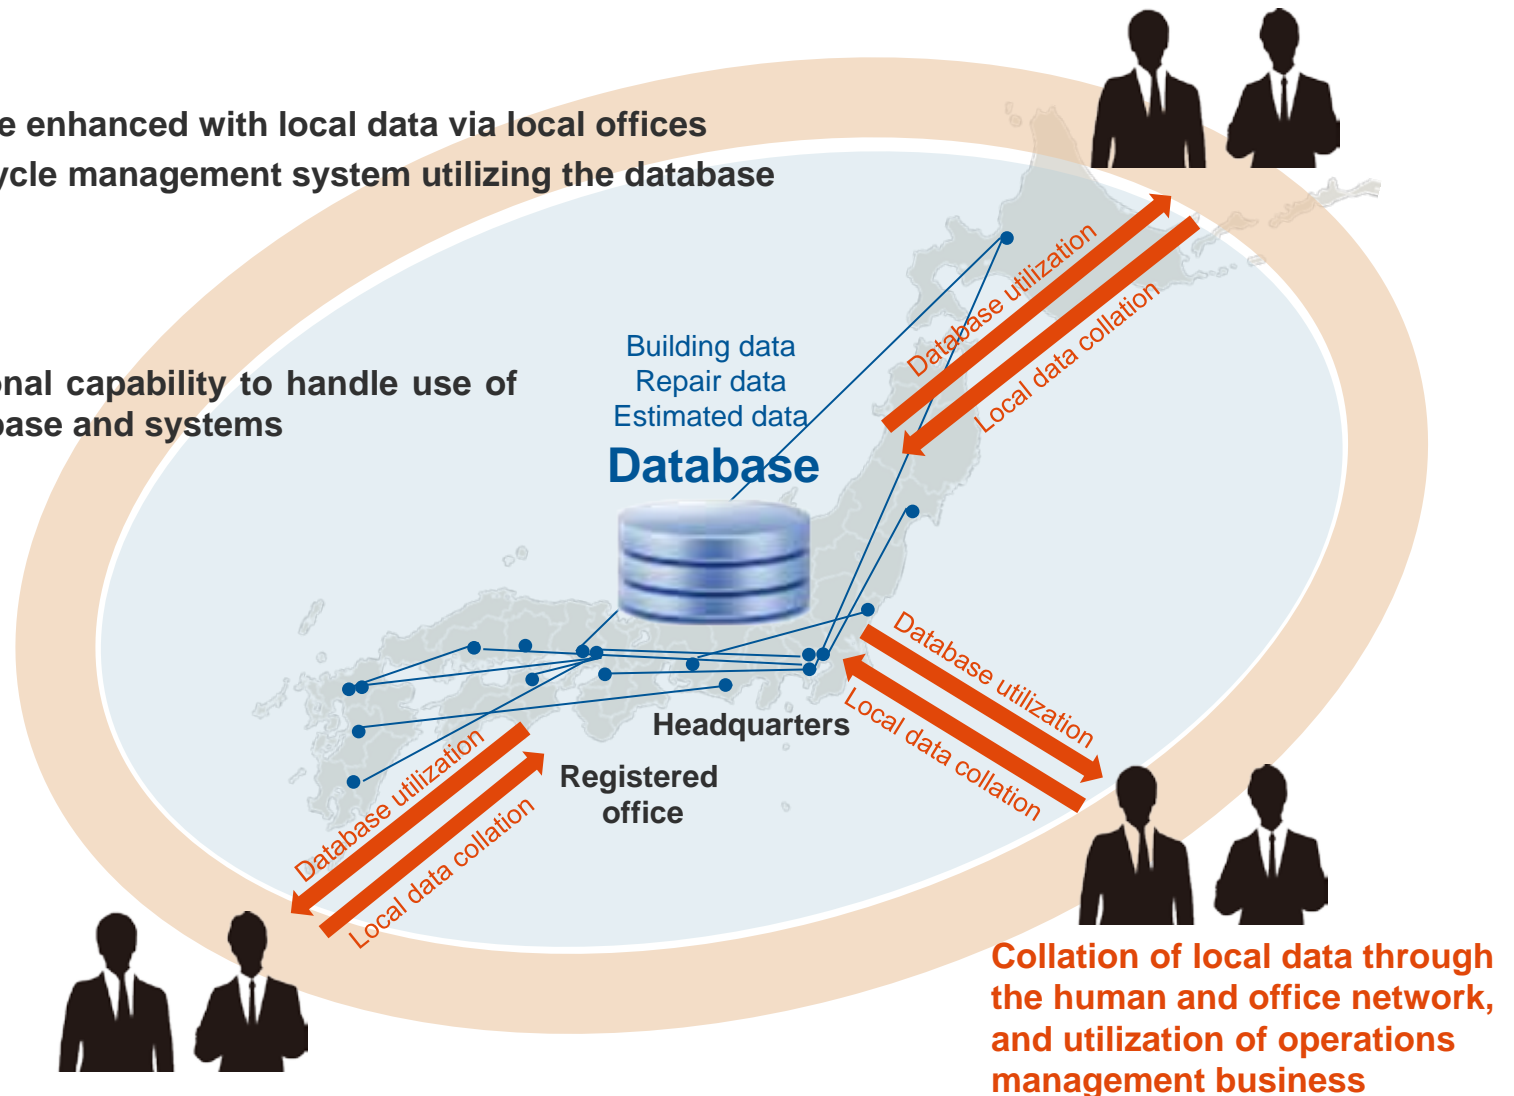 e enhanced with local data via local offices
ycle management system utilizing the database
onal capability to handle use of
base and systems
Building data
Repair data
Estimated data
Database
Database utilization
Local data collation
Database utilization
Local data collation
Headquarters
Registered
office
Database utilization
Local data collation
Collation of local data through
the human and office network,
and utilization of operations
management business